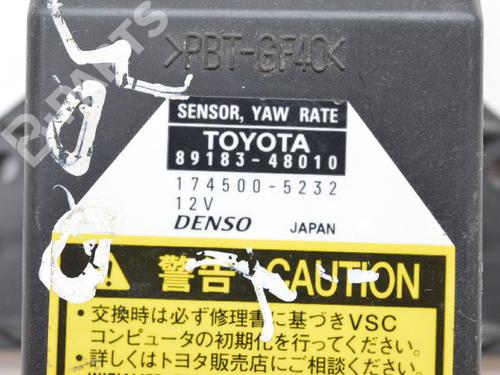 >PBT-GF40<
B-PARTS
SENSOR, YAW RATE
TOYOTA
89183-48010
174500-5232
12V
DENSO JAPAN
警告 CAUTION
・交換時は必ず修理書に基づきVSC
コンピュータの初期化を行ってください。
・詳しくはトヨタ販売店にご相談ください。